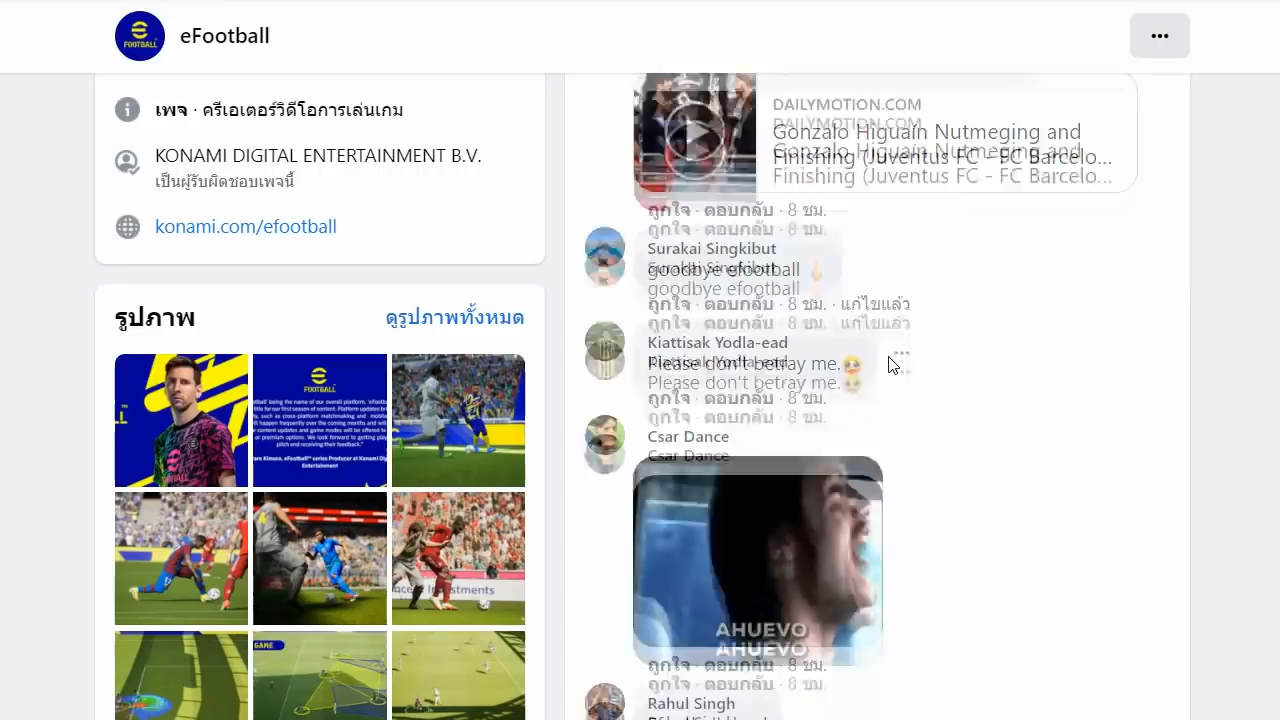 eFootball
เพจ · ครีเอเตอร์วิดีโอการเล่นเกม
KONAMI DIGITAL ENTERTAINMENT B.V.
เป็นผู้รับผิดชอบเพจนี้
konami.com/efootball
รูปภาพ
ดูรูปภาพทั้งหมด
FOOTBALL
GAME
DAILYMOTION.COM
Gonzalo Higuaín Nutmeging and
Finishing (Juventus FC - FC Barcelo...
ถูกใจ · ตอบกลับ · 8 ชม.
Surakai Singkibut
goodbye efootball
ถูกใจ · ตอบกลับ · 8 ชม. · แก้ไขแล้ว
Kiattisak Yodla-ead
Please don't betray me.
ถูกใจ · ตอบกลับ · 8 ชม.
Csar Dance
AHUEVO
ถูกใจ · ตอบกลับ · 8 ชม.
Rahul Singh